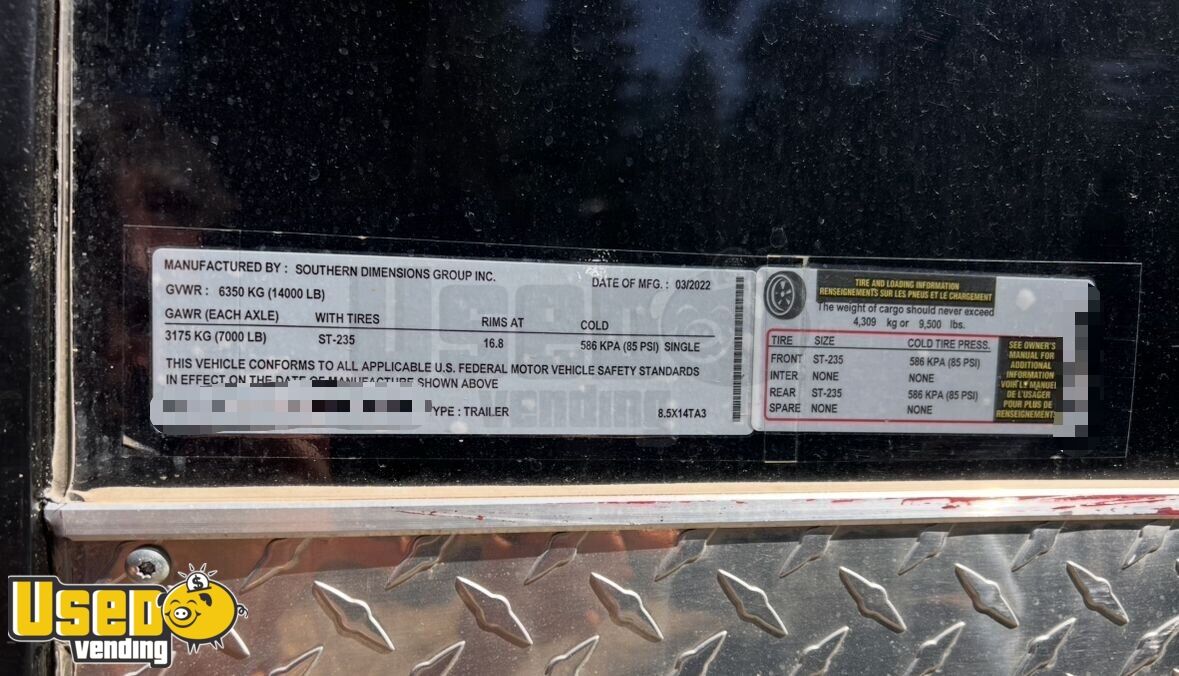 MANUFACTURED BY : SOUTHERN DIMENSIONS GROUP INC. DATE OF MFG. : 03/2022
GVWR : 6350 KG (14000 LB)
GAWR (EACH AXLE) WITH TIRES RIMS AT COLD
3175 KG (7000 LB) ST-235 16.8 586 KPA (85 PSI) SINGLE
THIS VEHICLE CONFORMS TO ALL APPLICABLE U.S. FEDERAL MOTOR VEHICLE SAFETY STANDARDS
IN EFFECT ON THE DATE OF MANUFACTURE SHOWN ABOVE
YPE : TRAILER 8.5X14TA3
TIRE AND LOADING INFORMATION
RENSEIGNEMENTS SUR LES PNEUS ET LE CHARGEMENT
The weight of cargo should never exceed
4,309 kg or 9,500 lbs.
TIRE SIZE COLD TIRE PRESS.
FRONT ST-235 586 KPA (85 PSI)
INTER NONE NONE
REAR ST-235 586 KPA (85 PSI)
SPARE NONE NONE
SEE OWNER'S
MANUAL FOR
ADDITIONAL
INFORMATION
VOIR LE MANUEL
DE L'USAGER
POUR PLUS DE
RENSEIGNEMENTS
USED
vending